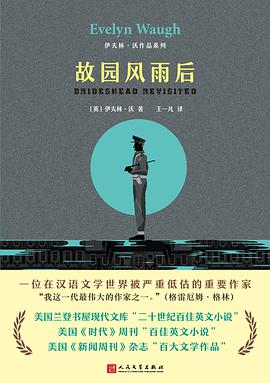 Evelyn Waugh
伊夫林·沃作品系列
故园风雨后
BRIDESHEAD REVISITED
[英] 伊夫林·沃 著 王一凡 译
一位在汉语文学世界被严重低估的重要作家
“我这一代最伟大的作家之一。”(格雷厄姆·格林)
美国兰登书屋现代文库“二十世纪百佳英文小说”
美国《时代》周刊“百佳英文小说”
美国《新闻周刊》杂志“百大文学作品”
人民文学出版社